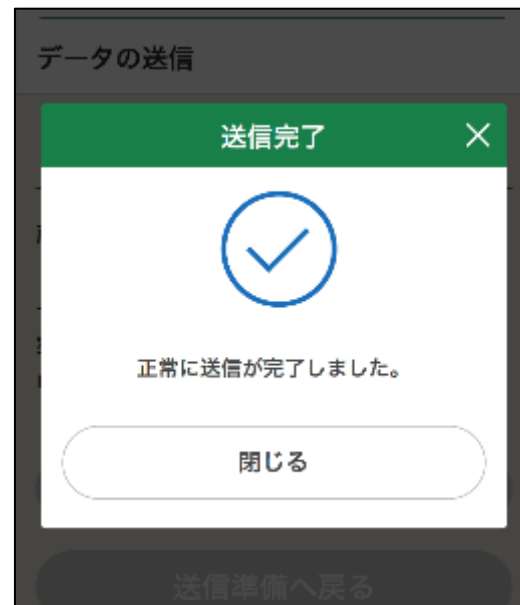 データの送信
送信完了
正常に送信が完了しました。
閉じる
送信準備へ戻る